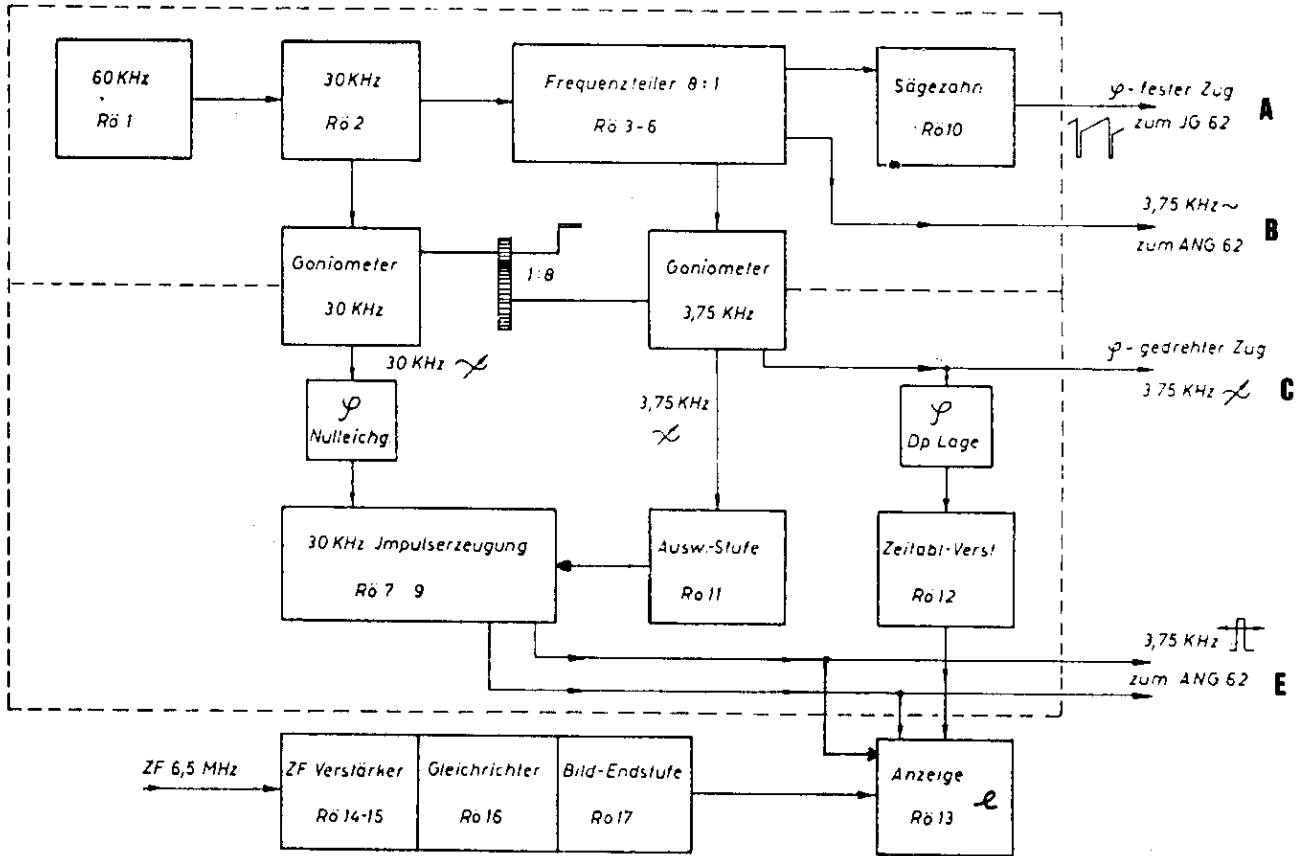 60 KHz
Rö 1
30 KHz
Rö 2
Frequenzteiler 8:1
Rö 3-6
Sägezahn
Rö 10
φ-fester Zug
zum JG 62
A
3,75 KHz ~
zum ANG 62
B
Goniometer
30 KHz
1:8
Goniometer
3,75 KHz
30 KHz
φ
Nulleichg.
3,75 KHz
φ-gedrehter Zug
3 75 KHz
C
φ
Dp Lage
30 KHz Jmpulserzeugung
Rö 7 9
Ausw.-Stufe
Ro 11
Zeitabl-Verst
Rö 12
3,75 KHz
zum ANG 62
E
ZF 6,5 MHz
ZF Verstärker
Rö 14-15
Gleichrichter
Rö 16
Bild-Endstufe
Ro 17
Anzeige
e
Rö 13